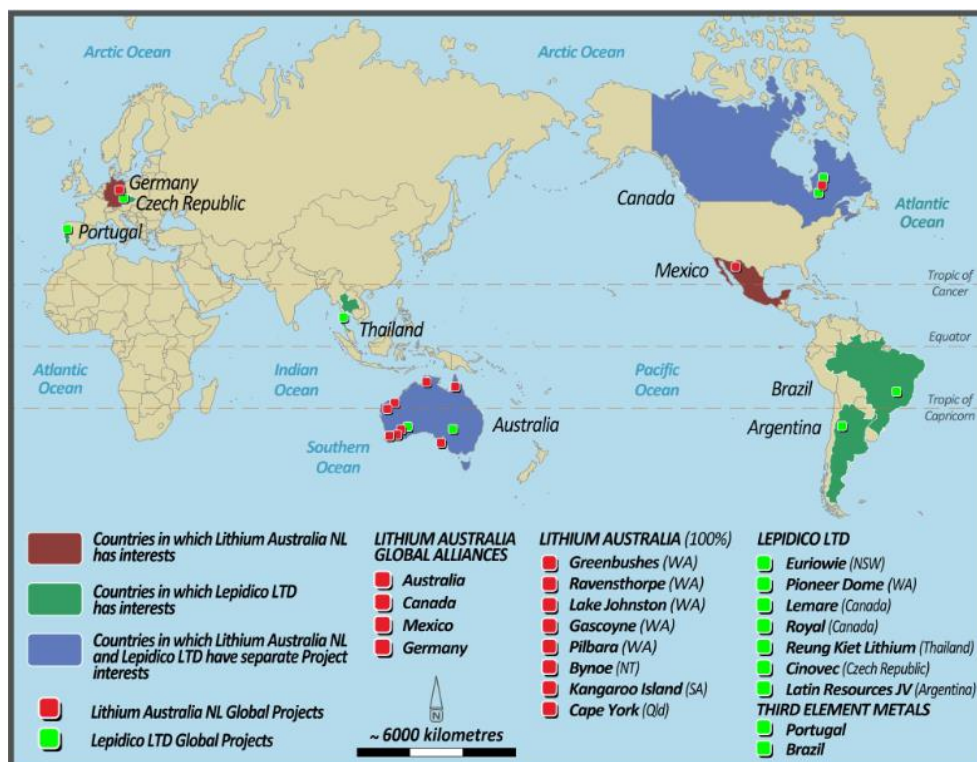 Arctic Ocean
Arctic Ocean
Germany
Czech Republic
Portugal
Canada
Atlantic
Ocean
Mexico
Tropic of
Cancer
Thailand
Equator
Atlantic
Ocean
Indian
Ocean
Pacific
Ocean
Brazil
Tropic of
Capricorn
Argentina
Australia
Southern
Ocean
Countries in which Lithium Australia NL
has interests
Countries in which Lepidico LTD
has interests
Countries in which Lithium Australia NL
and Lepidico LTD have separate Project
interests
Lithium Australia NL Global Projects
Lepidico LTD Global Projects
LITHIUM AUSTRALIA
GLOBAL ALLIANCES
Australia
Canada
Mexico
Germany
N
~ 6000 kilometres
LITHIUM AUSTRALIA (100%)
Greenbushes (WA)
Ravensthorpe (WA)
Lake Johnston (WA)
Gascoyne (WA)
Pilbara (WA)
Bynoe (NT)
Kangaroo Island (SA)
Cape York (Qld)
LEPIDICO LTD
Euriowie (NSW)
Pioneer Dome (WA)
Lemare (Canada)
Royal (Canada)
Reung Kiet Lithium (Thailand)
Cinovec (Czech Republic)
Latin Resources JV (Argentina)
THIRD ELEMENT METALS
Portugal
Brazil